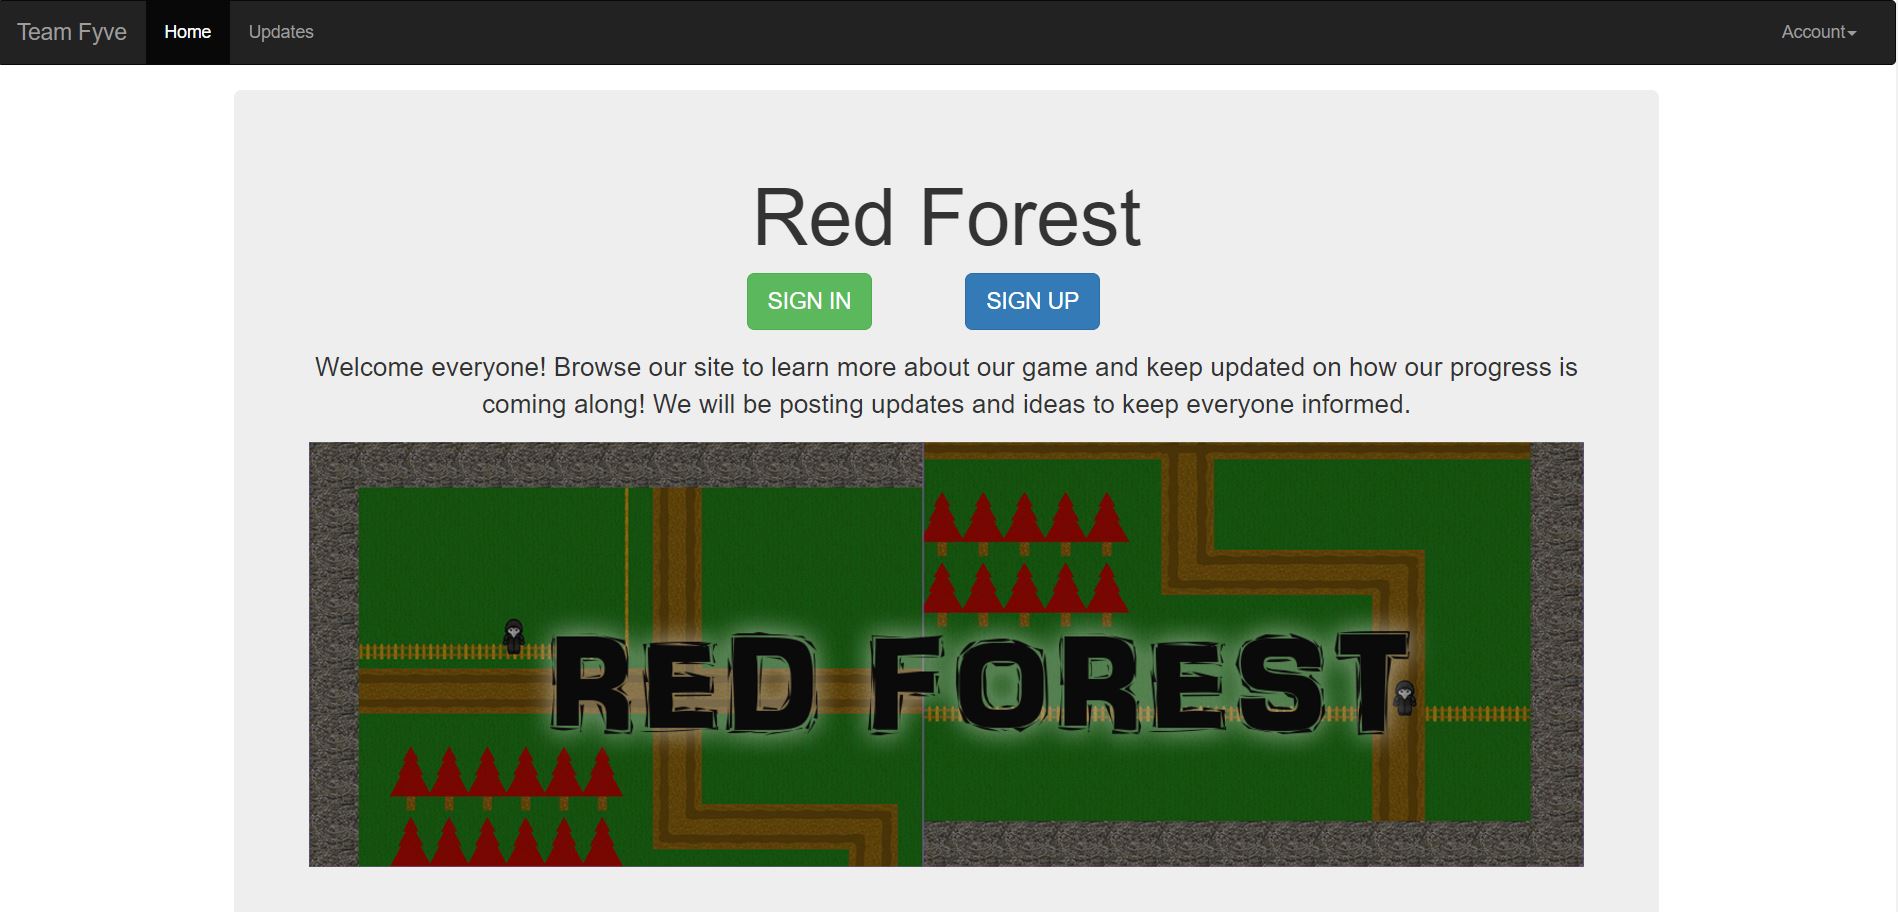 Team Fyve Home Updates Account
Red Forest
SIGN IN SIGN UP
Welcome everyone! Browse our site to learn more about our game and keep updated on how our progress is
coming along! We will be posting updates and ideas to keep everyone informed.
RED FOREST